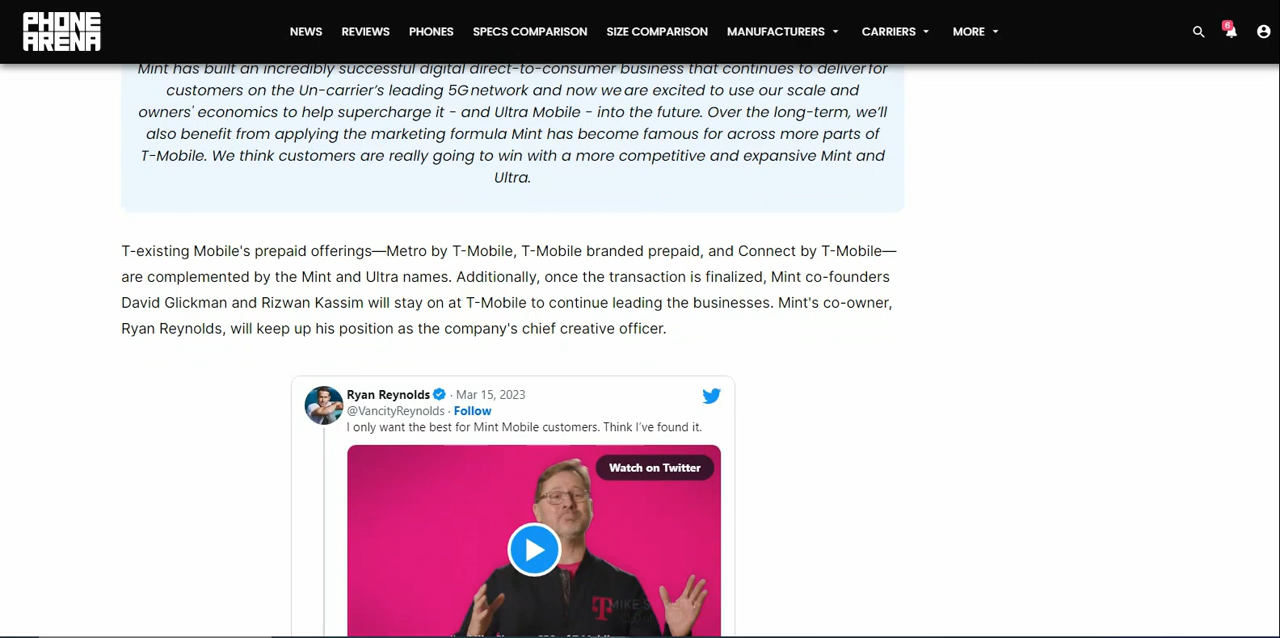 PHONE
ARENA
NEWS REVIEWS PHONES SPECS COMPARISON SIZE COMPARISON MANUFACTURERS CARRIERS MORE 6
Mint has built an incredibly successful digital direct-to-consumer business that continues to deliver for
customers on the Un-carrier's leading 5G network and now we are excited to use our scale and
owners' economics to help supercharge it - and Ultra Mobile - into the future. Over the long-term, we'll
also benefit from applying the marketing formula Mint has become famous for across more parts of
T-Mobile. We think customers are really going to win with a more competitive and expansive Mint and
Ultra.
T-existing Mobile's prepaid offerings—Metro by T-Mobile, T-Mobile branded prepaid, and Connect by T-Mobile—
are complemented by the Mint and Ultra names. Additionally, once the transaction is finalized, Mint co-founders
David Glickman and Rizwan Kassim will stay on at T-Mobile to continue leading the businesses. Mint's co-owner,
Ryan Reynolds, will keep up his position as the company's chief creative officer.
Ryan Reynolds · Mar 15, 2023
@VancityReynolds · Follow
I only want the best for Mint Mobile customers. Think I've found it.
Watch on Twitter
T